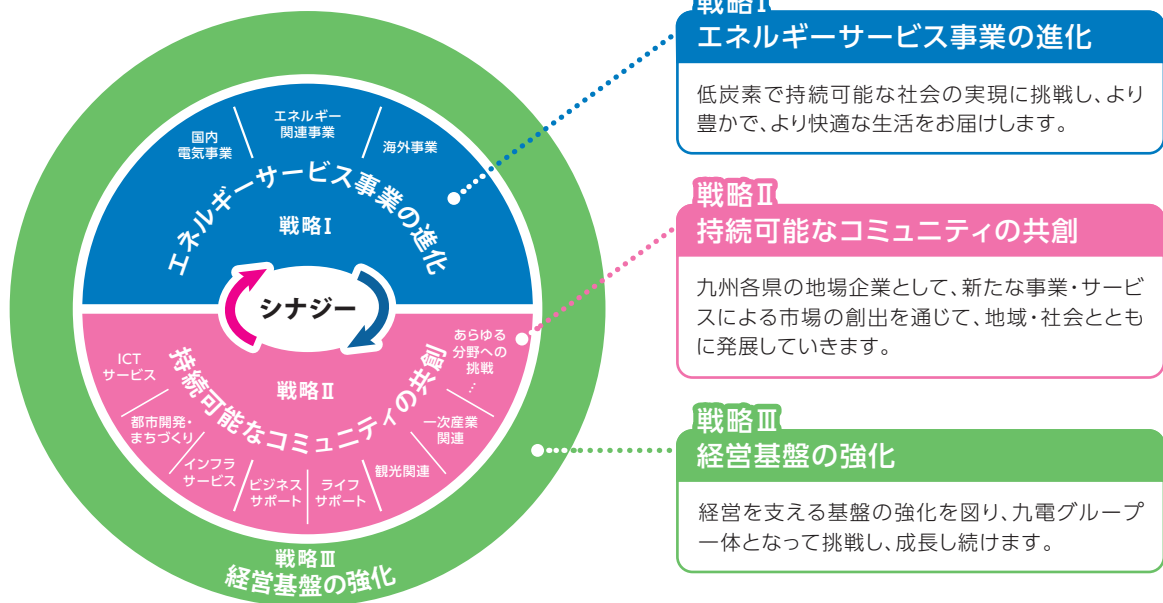 国内
電気事業
エネルギー
関連事業
海外事業
エネルギーサービス事業の進化
戦略Ⅰ
シナジー
戦略Ⅱ
持続可能なコミュニティの共創
ICT
サービス
都市開発・
まちづくり
インフラ
サービス
ビジネス
サポート
ライフ
サポート
観光関連
一次産業
関連
あらゆる
分野への
挑戦
…
戦略Ⅲ
経営基盤の強化
戦略Ⅰ
エネルギーサービス事業の進化
低炭素で持続可能な社会の実現に挑戦し、より
豊かで、より快適な生活をお届けします。
戦略Ⅱ
持続可能なコミュニティの共創
九州各県の地場企業として、新たな事業・サービ
スによる市場の創出を通じて、地域・社会ととも
に発展していきます。
戦略Ⅲ
経営基盤の強化
経営を支える基盤の強化を図り、九電グループ
一体となって挑戦し、成長し続けます。